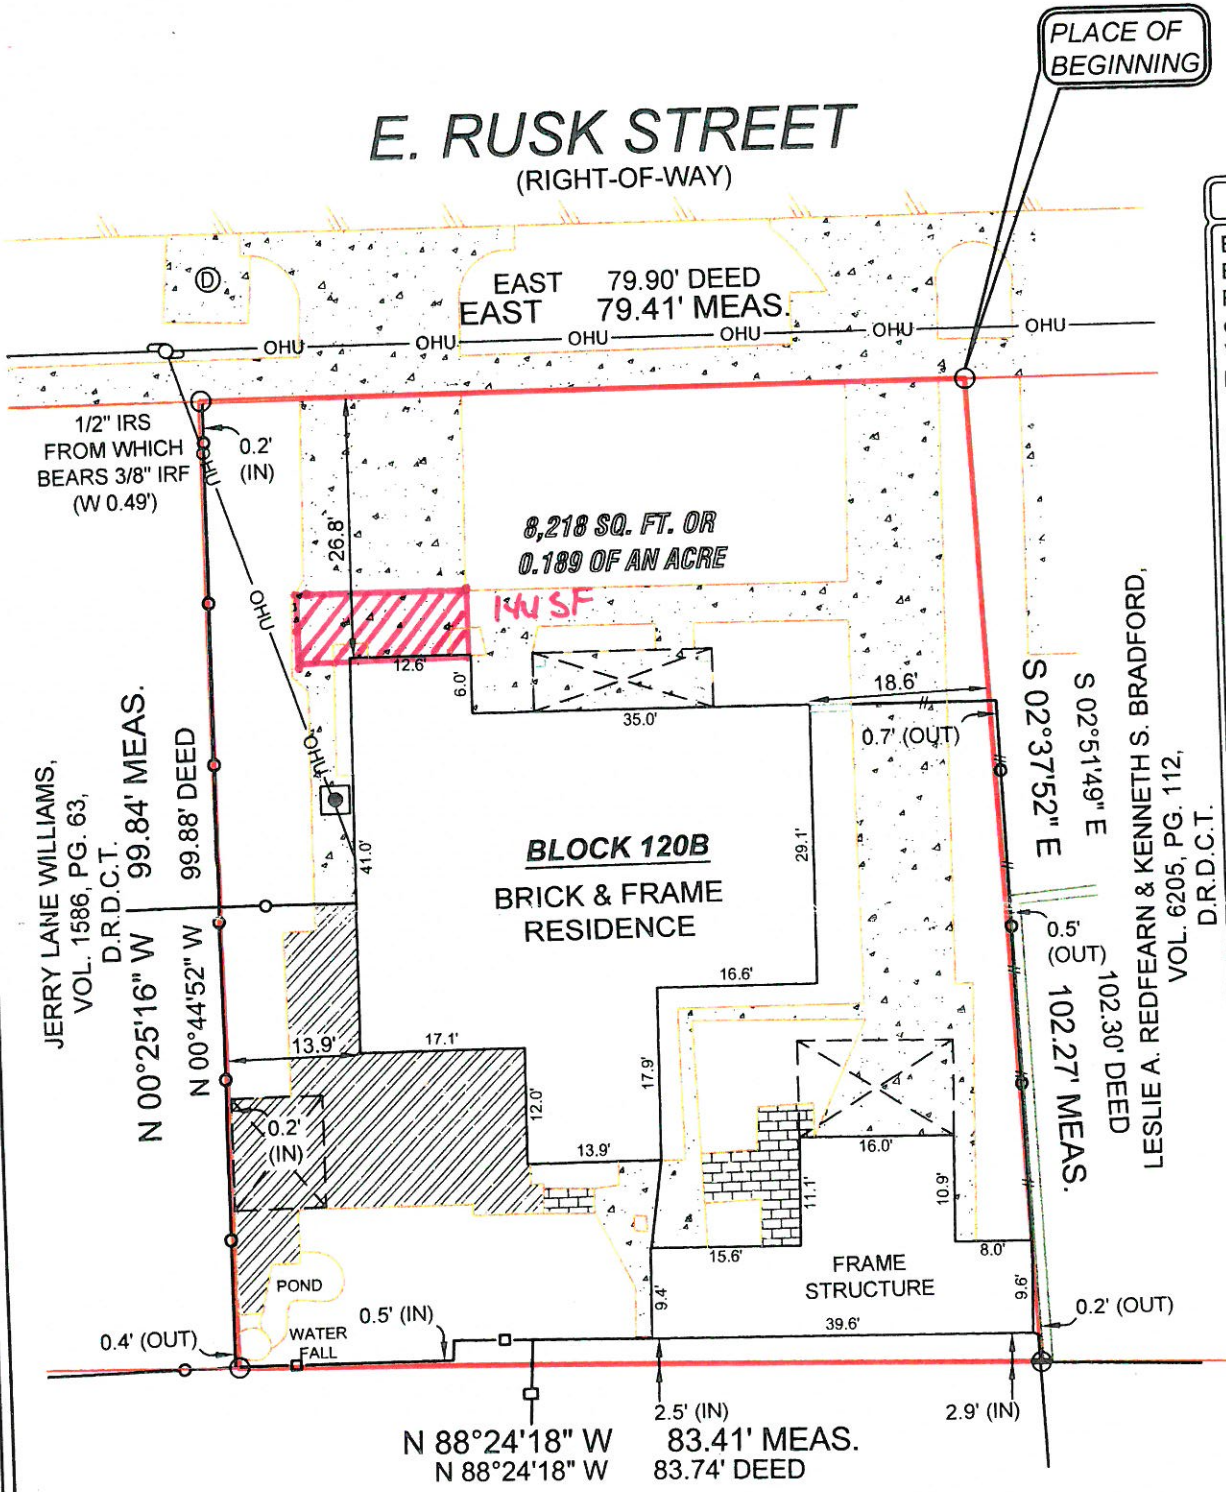 PLACE OF
BEGINNING
E. RUSK STREET
(RIGHT-OF-WAY)
D
EAST 79.90' DEED
EAST 79.41' MEAS.
OHU OHU OHU OHU OHU OHU
1/2" IRS
FROM WHICH
BEARS 3/8" IRF
(W 0.49')
0.2'
(IN)
OHU
OHU
OHU
26.8'
8,218 SQ. FT. OR
0.189 OF AN ACRE
144 SF
12.6'
6.0'
35.0'
18.6'
0.7' (OUT)
S 02°37'52" E 102.27' MEAS.
S 02°51'49" E 102.30' DEED
LESLIE A. REDFEARN & KENNETH S. BRADFORD,
VOL. 6205, PG. 112,
D.R.D.C.T.
JERRY LANE WILLIAMS,
VOL. 1586, PG. 63,
D.R.D.C.T.
N 00°25'16" W 99.84' MEAS.
N 00°44'52" W 99.88' DEED
41.0'
29.1'
BLOCK 120B
BRICK & FRAME
RESIDENCE
0.5'
(OUT)
16.6'
13.9'
17.1'
17.9'
12.0'
0.2'
(IN)
13.9'
16.0'
11.1'
10.9'
15.6'
8.0'
FRAME
STRUCTURE
9.4'
9.6'
39.6'
POND
WATER
FALL
0.5' (IN)
0.4' (OUT)
0.2' (OUT)
2.5' (IN)
2.9' (IN)
N 88°24'18" W 83.41' MEAS.
N 88°24'18" W 83.74' DEED